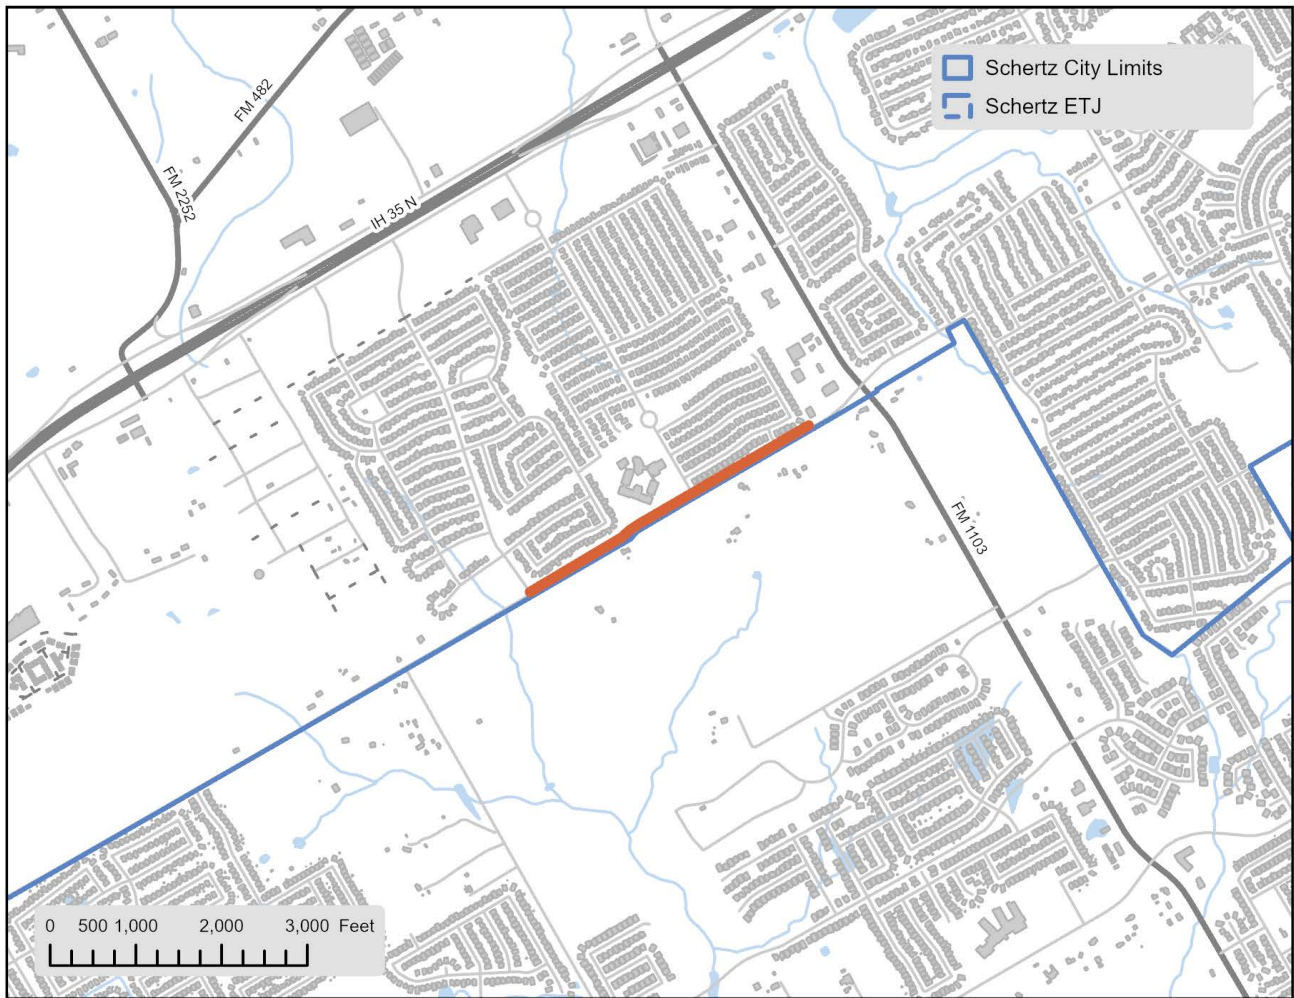 Schertz City Limits
Schertz ETJ
FM 482
FM 2252
IH 35 N
FM 1103
0 500 1,000 2,000 3,000 Feet